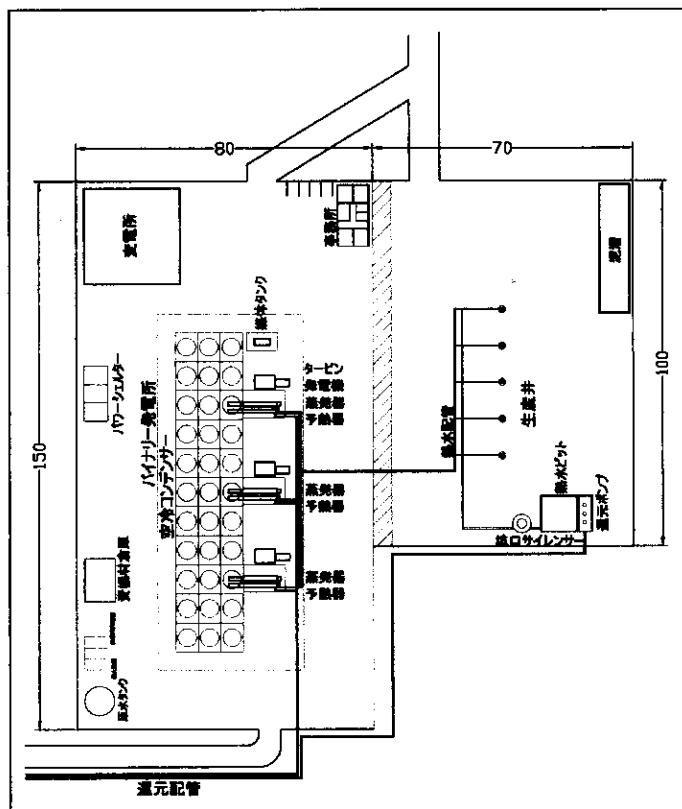 80
70
変電所
事務所
泥溜
媒体タンク
パワーシェルター
バイナリー発電所
空冷コンデンサー
タービン
発電機
蒸発器
予熱器
150
100
熱水配管
生産井
蒸発器
予熱器
熱水ピット
還元ポンプ
坑口サイレンサー
資機材倉庫
蒸発器
予熱器
原水タンク
還元配管